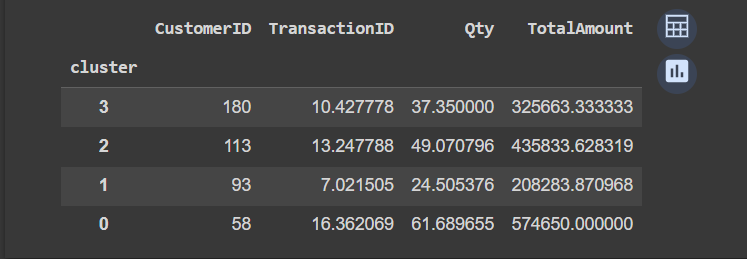 CustomerID TransactionID Qty TotalAmount
cluster
3 180 10.427778 37.350000 325663.333333
2 113 13.247788 49.070796 435833.628319
1 93 7.021505 24.505376 208283.870968
0 58 16.362069 61.689655 574650.000000